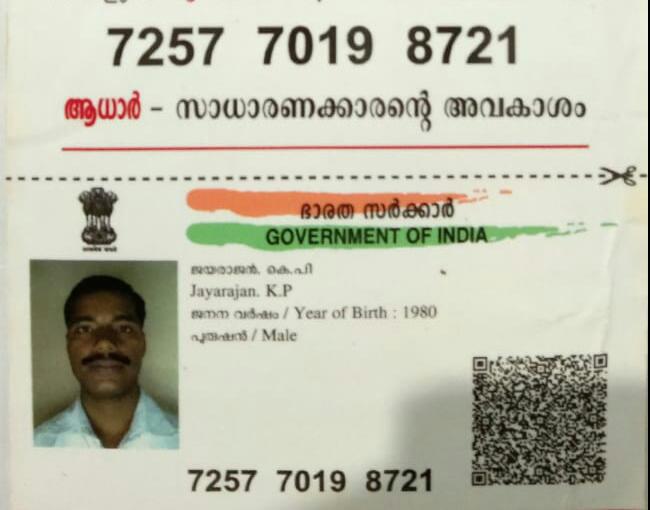 7257 7019 8721
ആധാർ – സാധാരണക്കാരന്റെ അവകാശം
ഭാരത സർക്കാർ
GOVERNMENT OF INDIA
ജയരാജൻ. കെ.പി
Jayarajan. K.P
ജനന വർഷം / Year of Birth : 1980
പുരുഷൻ / Male
7257 7019 8721